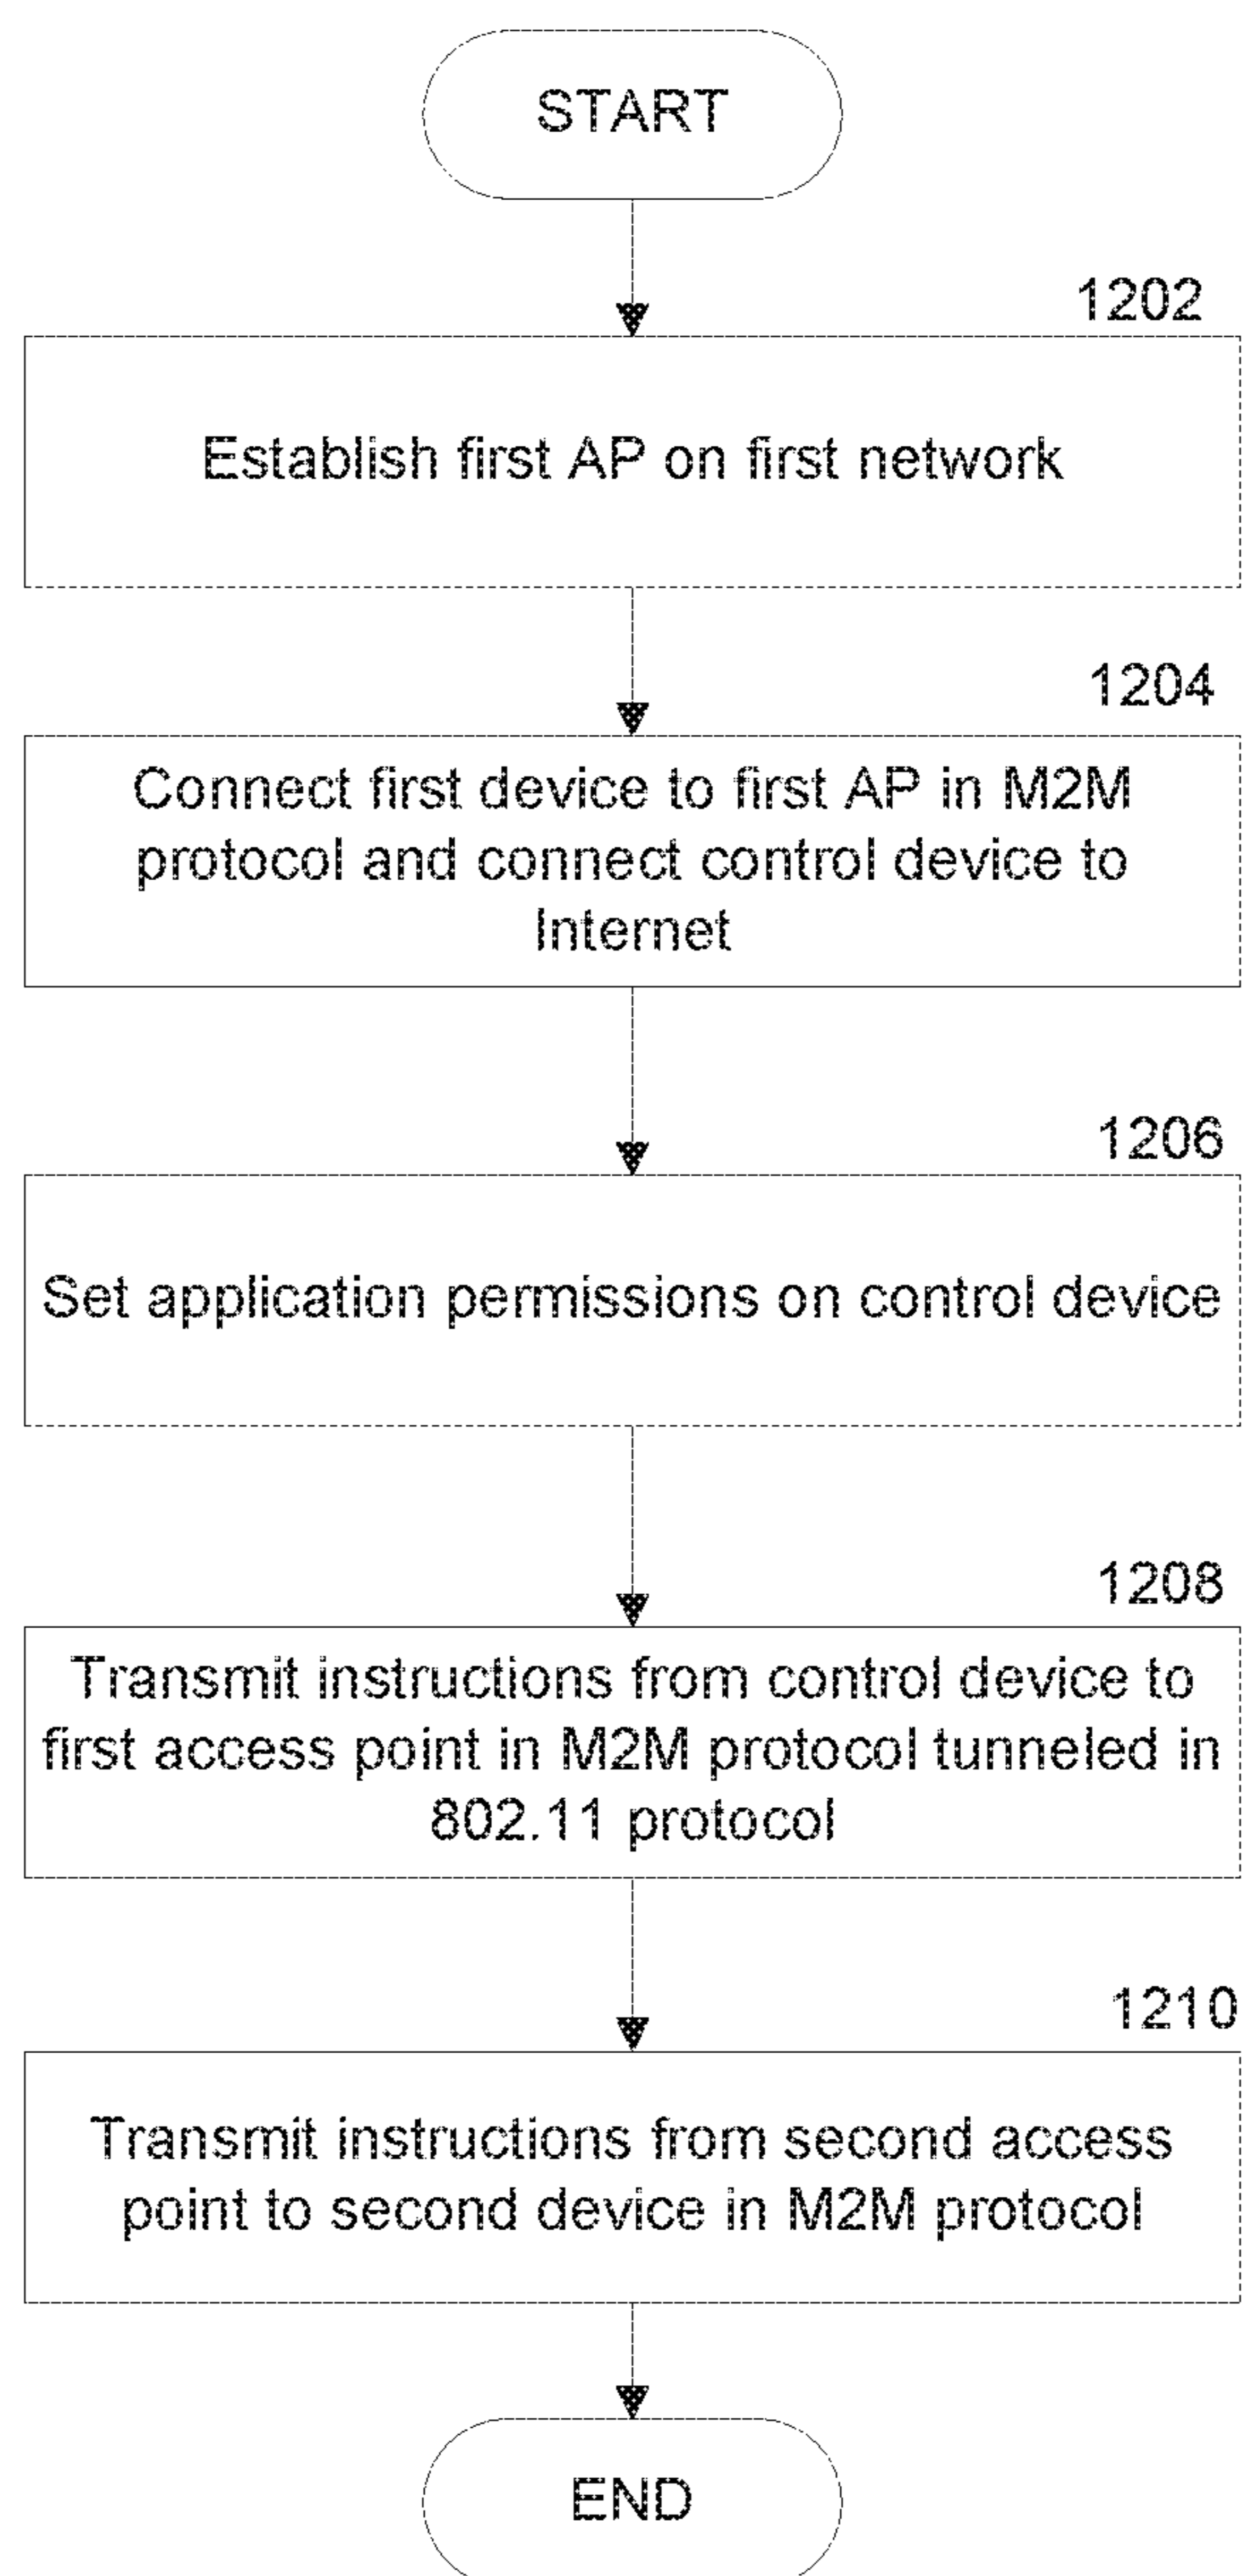 START
1202
Establish first AP on first network
1204
Connect first device to first AP in M2M
protocol and connect control device to
Internet
1206
Set application permissions on control device
1208
Transmit instructions from control device to
first access point in M2M protocol tunneled in
802.11 protocol
1210
Transmit instructions from second access
point to second device in M2M protocol
END